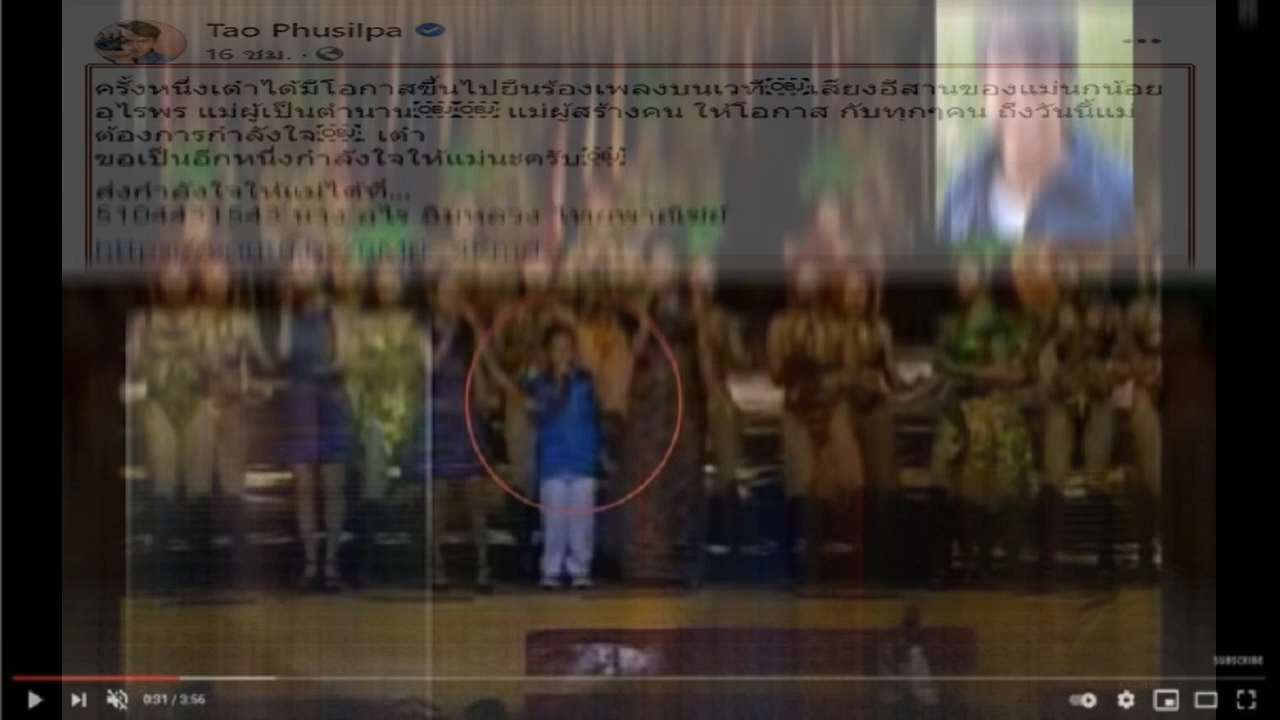 Tao Phusilpa
16 ชม.
ครั้งหนึ่งเต๋าได้มีโอกาสขึ้นไปยืนร้องเพลงบนเวทีเสียงอีสานของแม่นกน้อย
อุไรพร แม่ผู้เป็นตำนาน แม่ผู้สร้างคน ให้โอกาส กับทุกๆคน ถึงวันนี้แม่
ต้องการกำลังใจ เต๋า
ขอเป็นอีกหนึ่งกำลังใจให้แม่นะครับ
ส่งกำลังใจให้แม่ได้ที่...
SUBSCRIBE
0:31 / 3:56